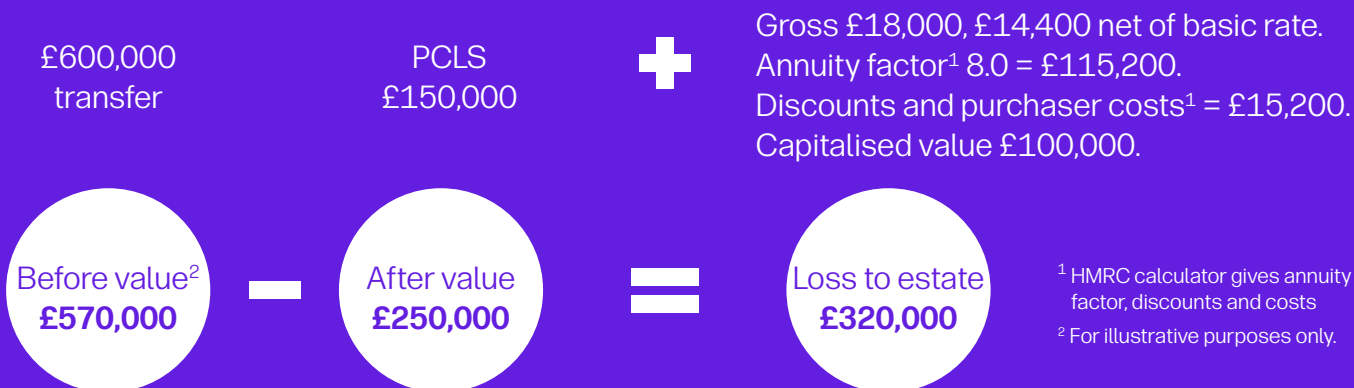 £600,000
transfer
PCLS
£150,000
+
Gross £18,000, £14,400 net of basic rate.
Annuity factor¹ 8.0 = £115,200.
Discounts and purchaser costs¹ = £15,200.
Capitalised value £100,000.
Before value²
£570,000
−
After value
£250,000
=
Loss to estate
£320,000
¹ HMRC calculator gives annuity
factor, discounts and costs
² For illustrative purposes only.